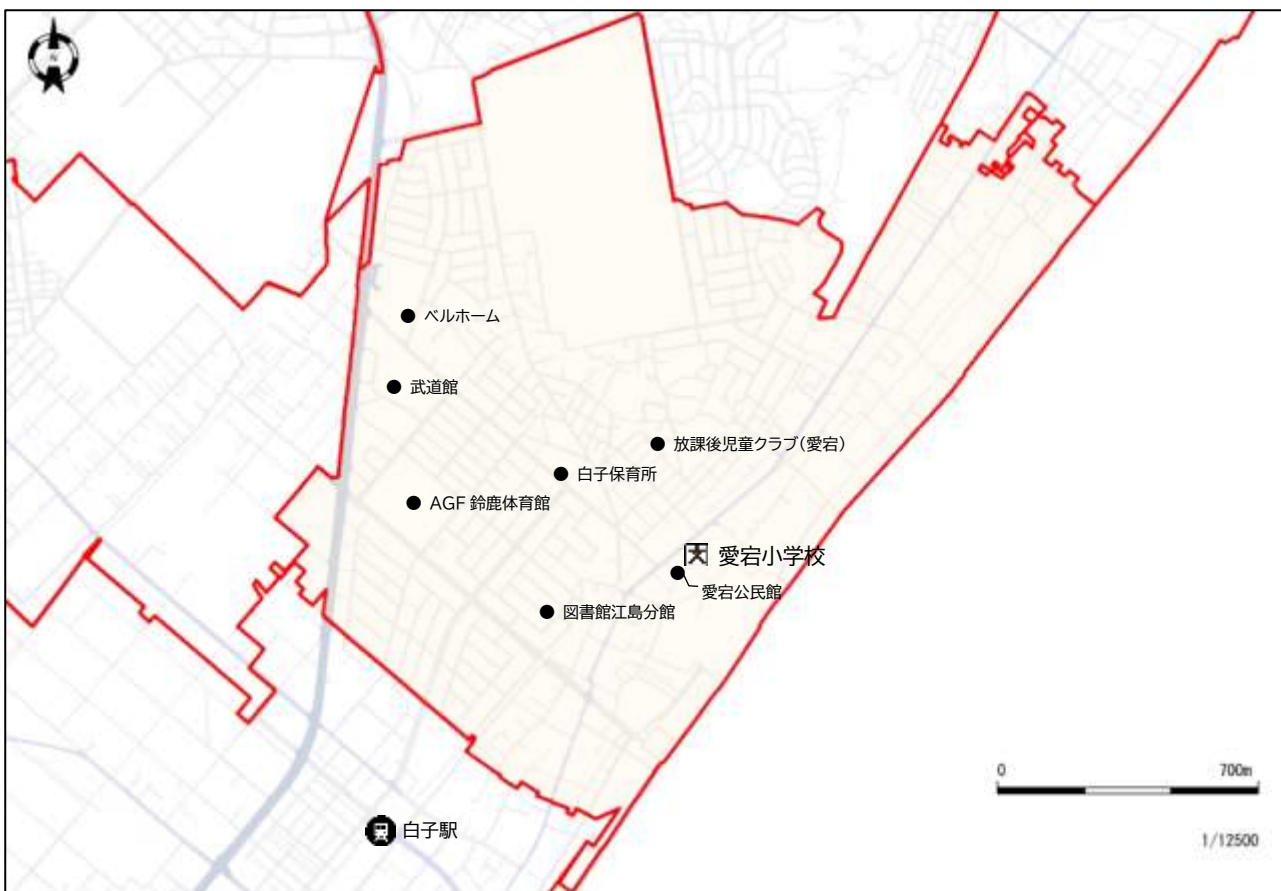 N
ベルホーム
武道館
放課後児童クラブ(愛宕)
白子保育所
AGF 鈴鹿体育館
愛宕小学校
愛宕公民館
図書館江島分館
0 700m
1/12500
白子駅